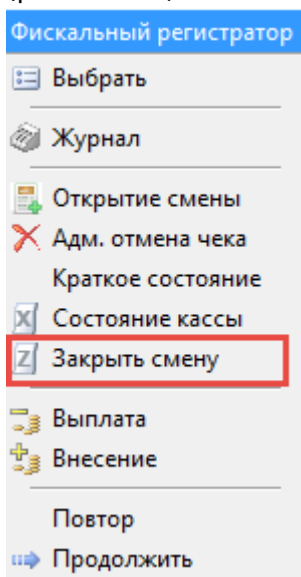 Фискальный регистратор
Выбрать
Журнал
Открытие смены
Адм. отмена чека
Краткое состояние
X Состояние кассы
Z Закрыть смену
Выплата
Внесение
Повтор
Продолжить